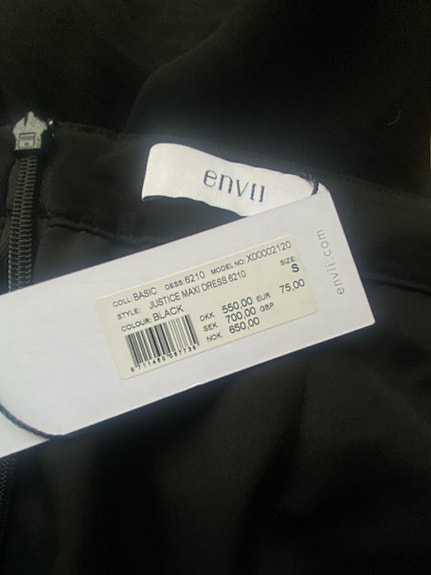 envii
envii.com
COLL: BASIC DESS: 6210 MODEL NO: X00002120
STYLE: JUSTICE MAXI DRESS 6210 SIZE:
COLOUR: BLACK S
DKK 550,00 EUR 75,00
SEK 700,00 GBP
NOK 650,00